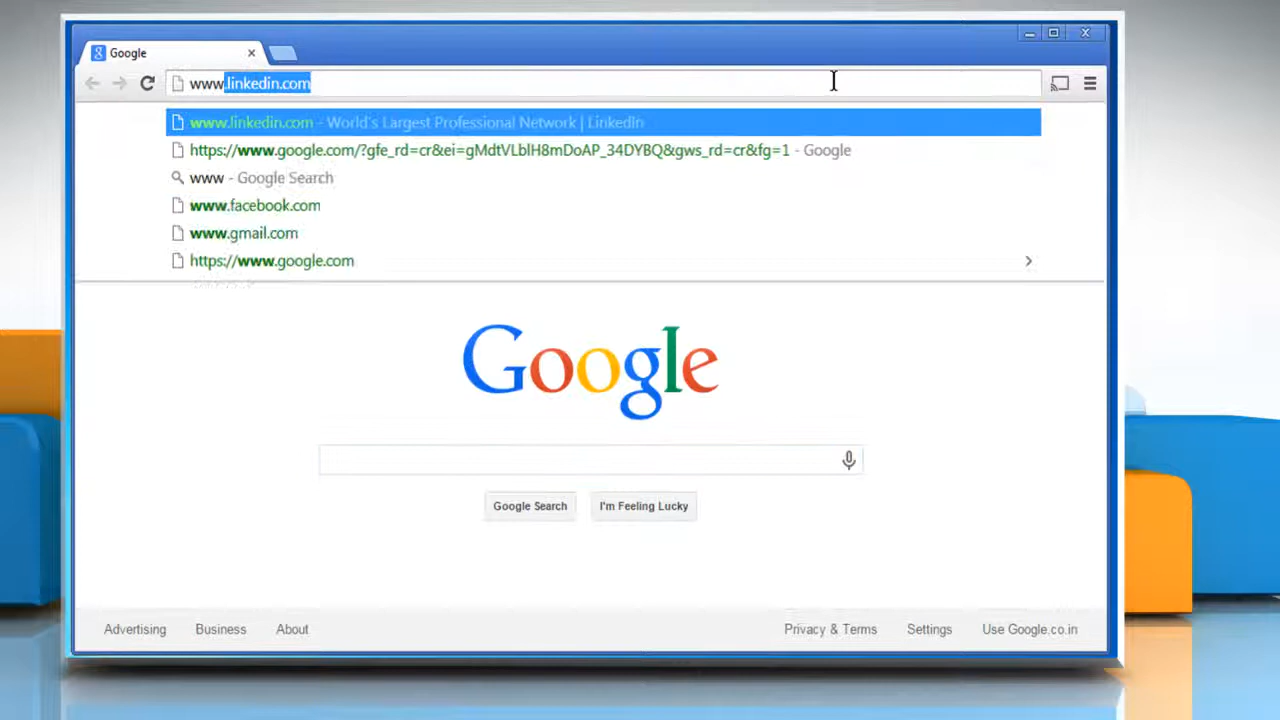 Google
www.linkedin.com
www.linkedin.com - World's Largest Professional Network | LinkedIn
https://www.google.com/?gfe_rd=cr&ei=gMdtVLblH8mDoAP_34DYBQ&gws_rd=cr&fg=1 - Google
www - Google Search
www.facebook.com
www.gmail.com
https://www.google.com
Google
Google Search I'm Feeling Lucky
Advertising Business About Privacy & Terms Settings Use Google.co.in